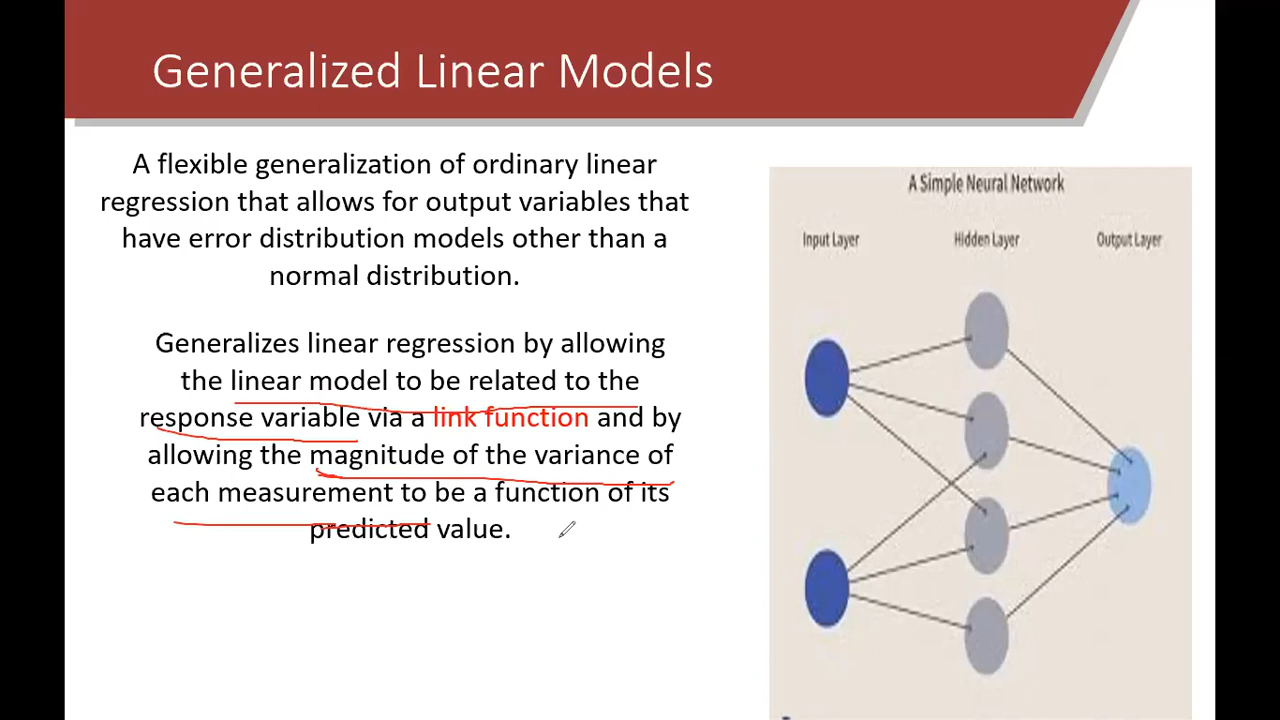 Generalized Linear Models
A flexible generalization of ordinary linear
regression that allows for output variables that
have error distribution models other than a
normal distribution.
Generalizes linear regression by allowing
the linear model to be related to the
response variable via a link function and by
allowing the magnitude of the variance of
each measurement to be a function of its
predicted value.
A Simple Neural Network
Input Layer
Hidden Layer
Output Layer